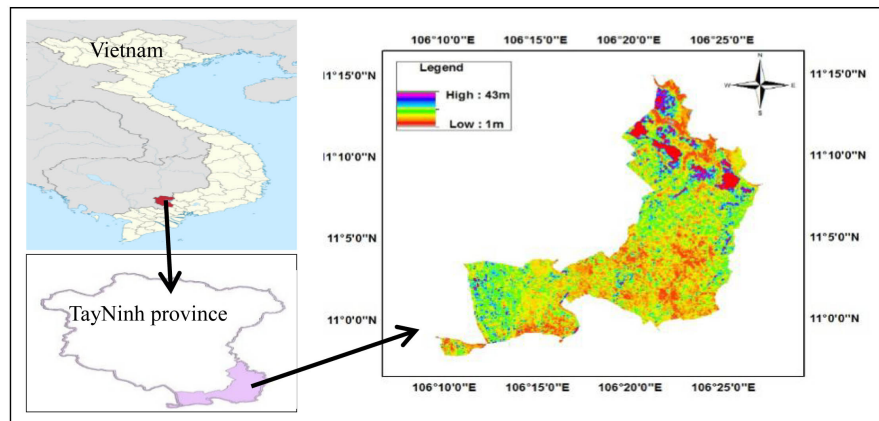 Vietnam
TayNinh province
106°10'0"E 106°15'0"E 106°20'0"E 106°25'0"E
Legend
High : 43m
Low : 1m
N
W E
S
11°15'0"N 11°15'0"N
11°10'0"N 11°10'0"N
11°5'0"N 11°5'0"N
11°0'0"N 11°0'0"N
106°10'0"E 106°15'0"E 106°20'0"E 106°25'0"E